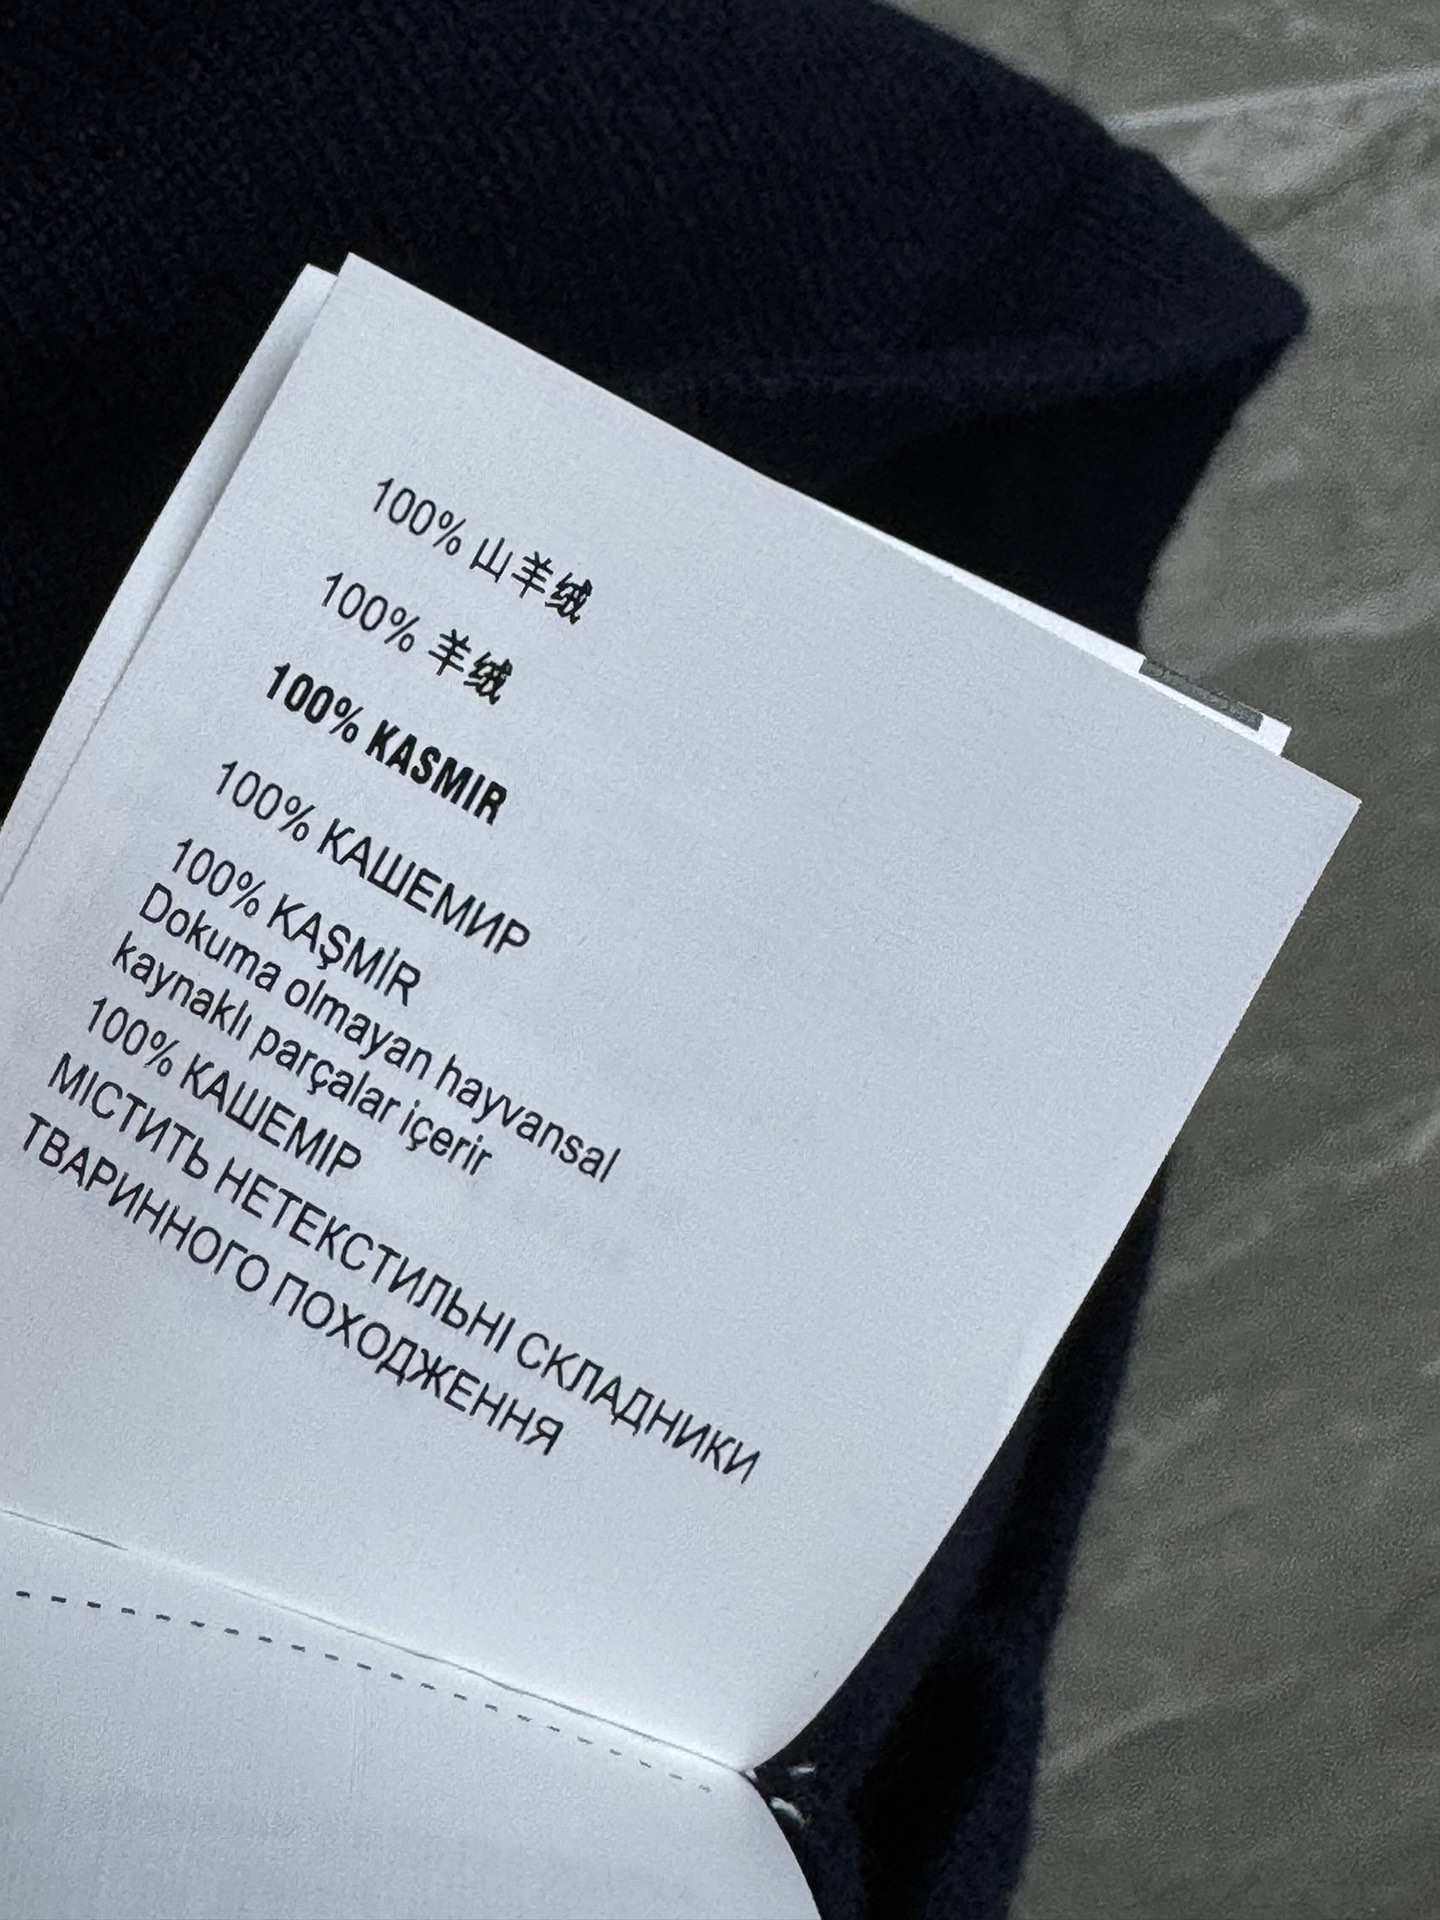 100% 山羊绒
100% 羊绒
100% KASMIR
100% КАШЕМИР
100% KAŞMİR
Dokuma olmayan hayvansal
kaynaklı parçalar içerir
100% КАШЕМІР
МІСТИТЬ НЕТЕКСТИЛЬНІ СКЛАДНИКИ
ТВАРИННОГО ПОХОДЖЕННЯ